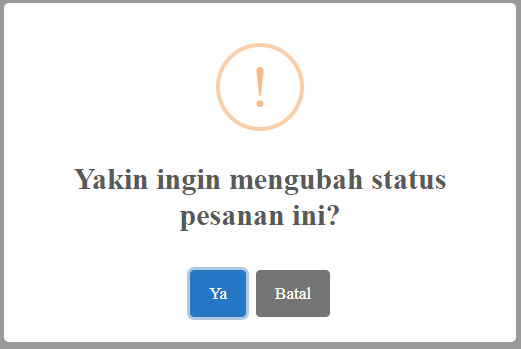 !
Yakin ingin mengubah status
pesanan ini?
Ya
Batal